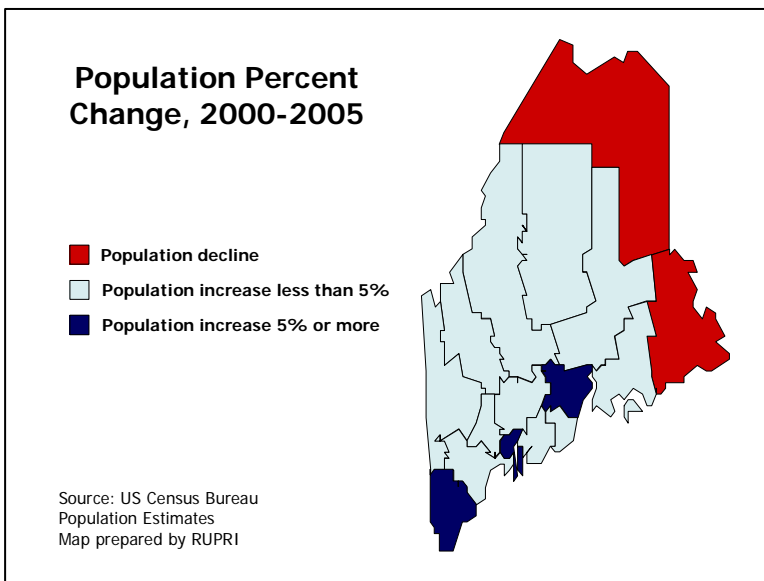 Population Percent
Change, 2000-2005
Population decline
Population increase less than 5%
Population increase 5% or more
Source: US Census Bureau
Population Estimates
Map prepared by RUPRI